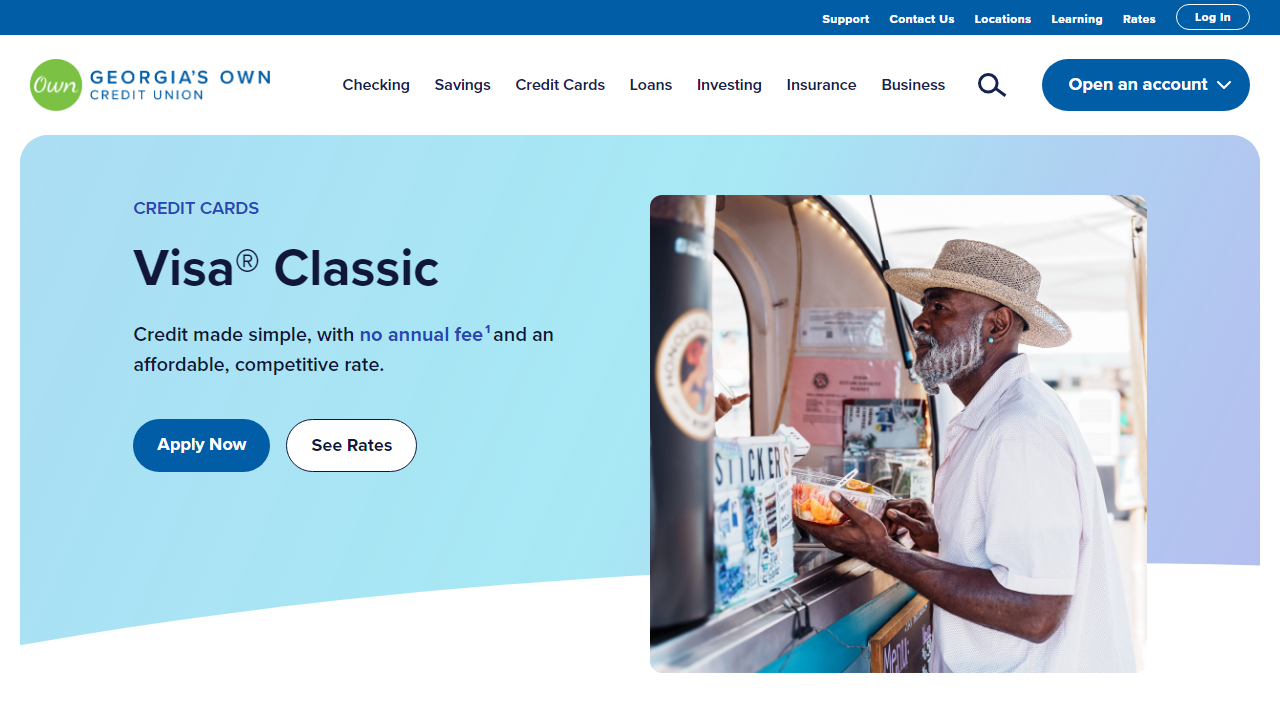 Support Contact Us Locations Learning Rates Log In
Own GEORGIA'S OWN
CREDIT UNION
Checking Savings Credit Cards Loans Investing Insurance Business Open an account
CREDIT CARDS
Visa® Classic
Credit made simple, with no annual fee¹ and an
affordable, competitive rate.
Apply Now See Rates
STICKERS
Menu: